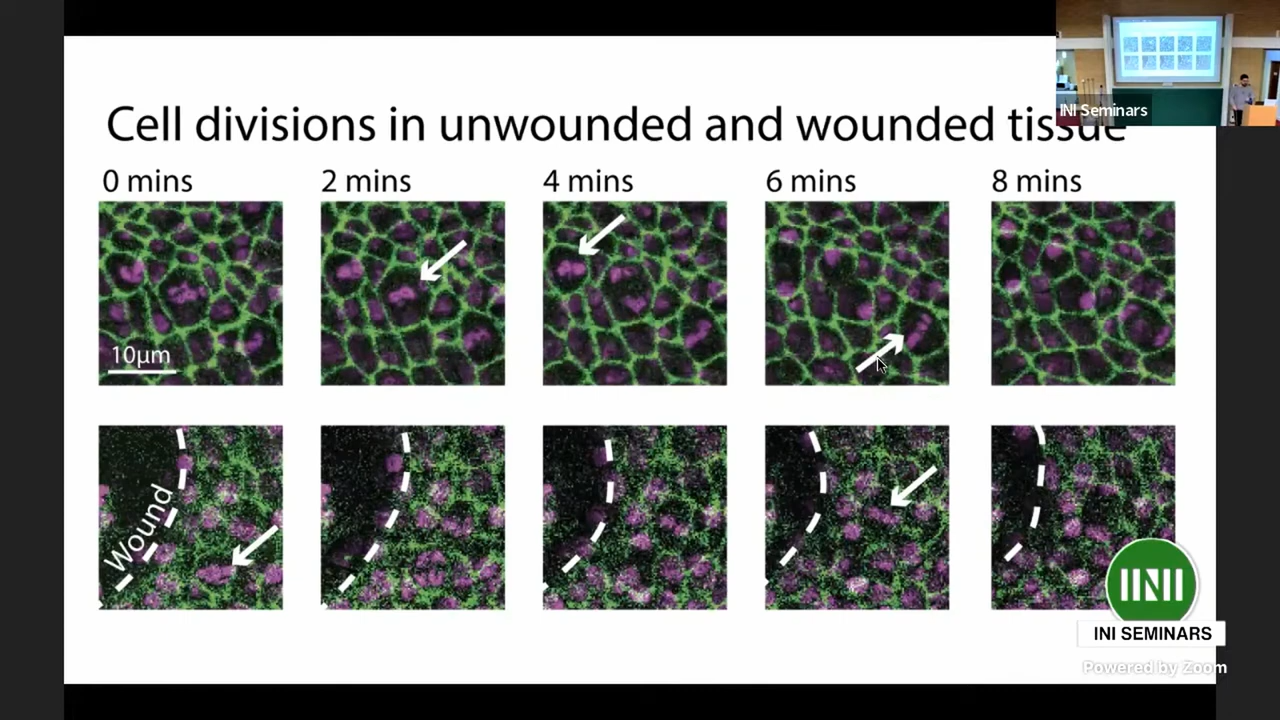 INI Seminars
Cell divisions in unwounded and wounded tissue
0 mins
2 mins
4 mins
6 mins
8 mins
10µm
Wound
INI SEMINARS
Powered by Zoom